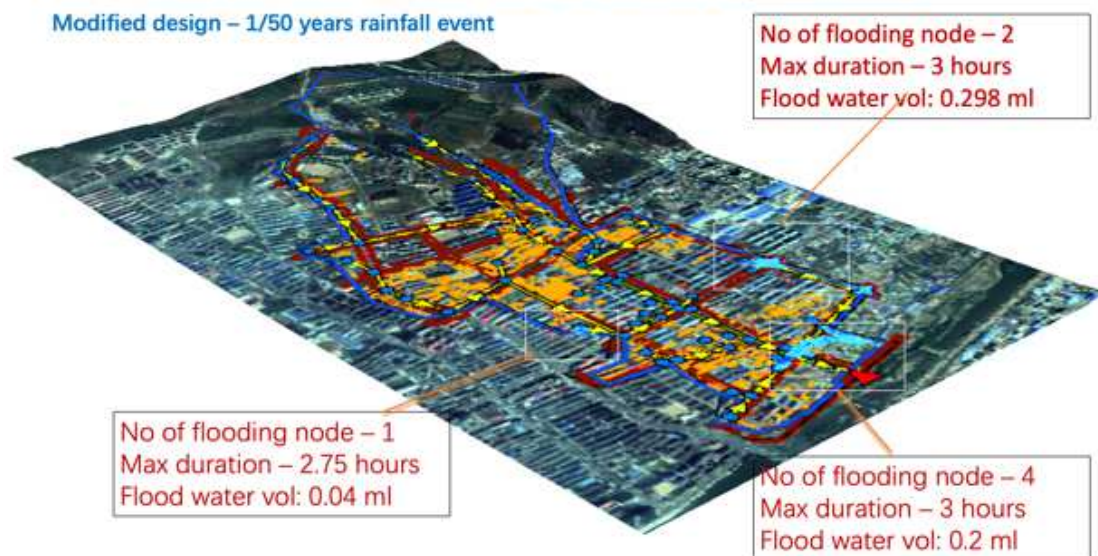 Modified design – 1/50 years rainfall event
No of flooding node – 2
Max duration – 3 hours
Flood water vol: 0.298 ml
No of flooding node – 1
Max duration – 2.75 hours
Flood water vol: 0.04 ml
No of flooding node – 4
Max duration – 3 hours
Flood water vol: 0.2 ml